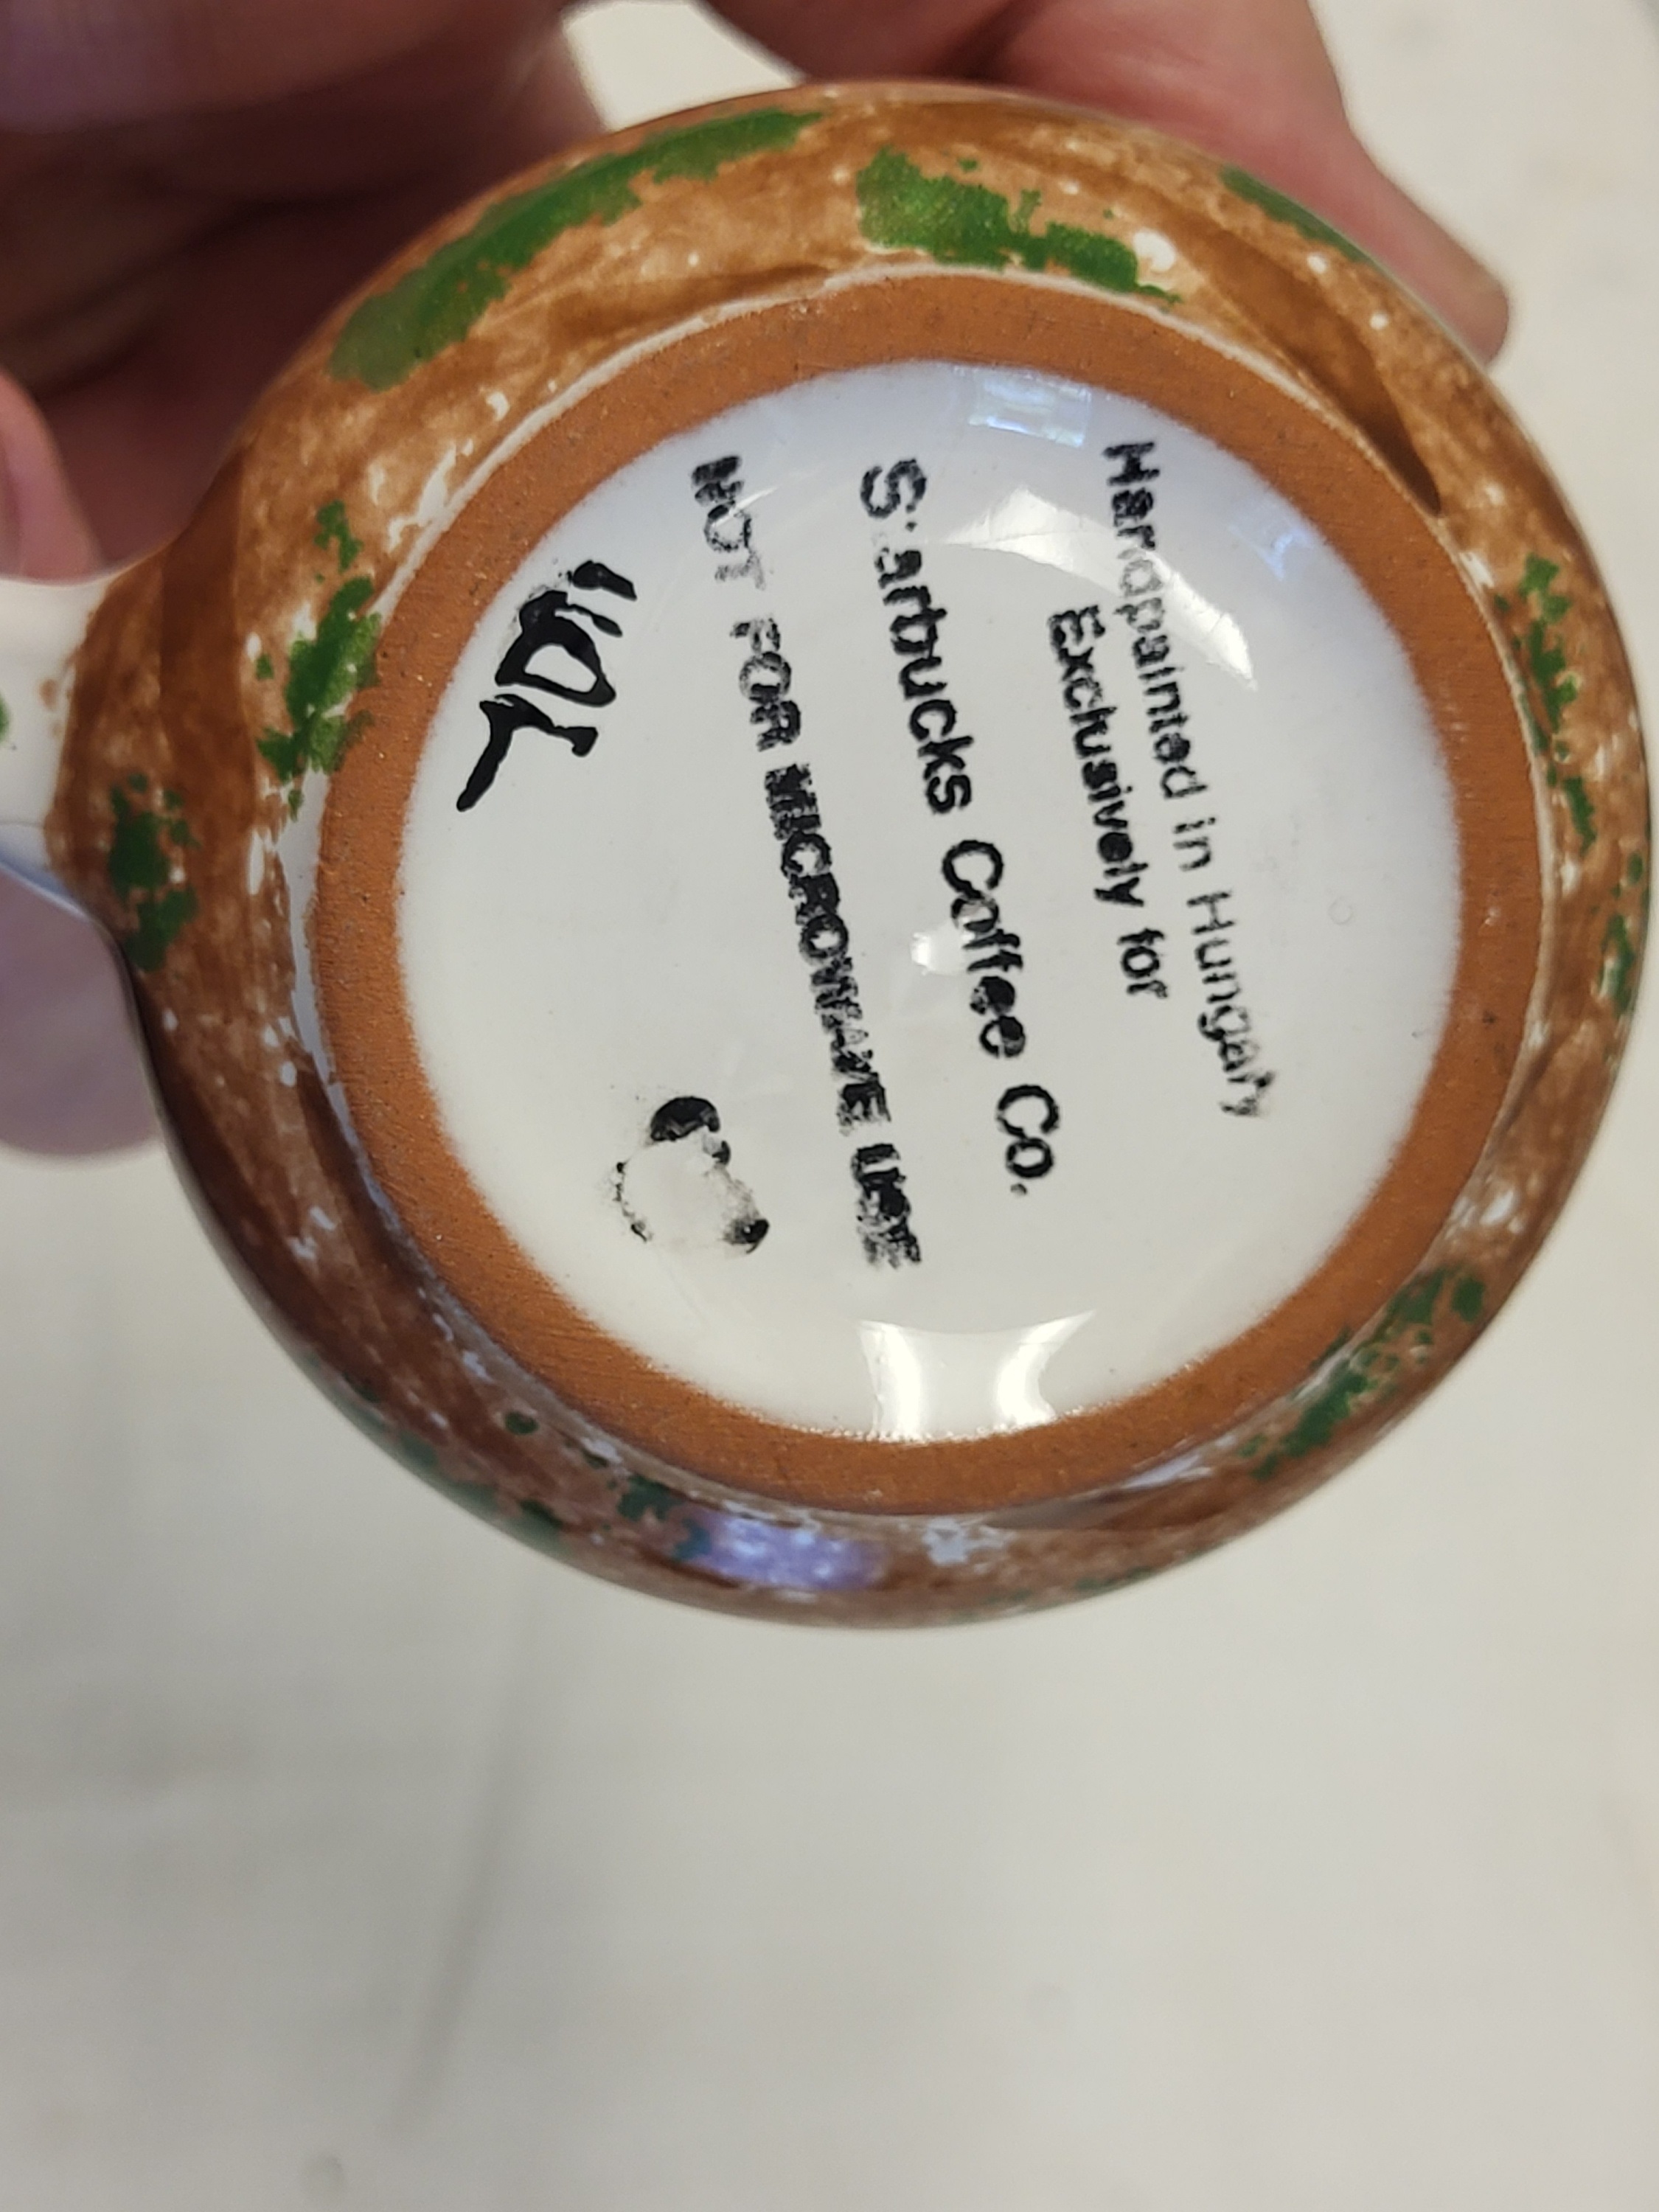 Handpainted in Hungary
Exclusively for
Starbucks Coffee Co.
NOT FOR MICROWAVE USE